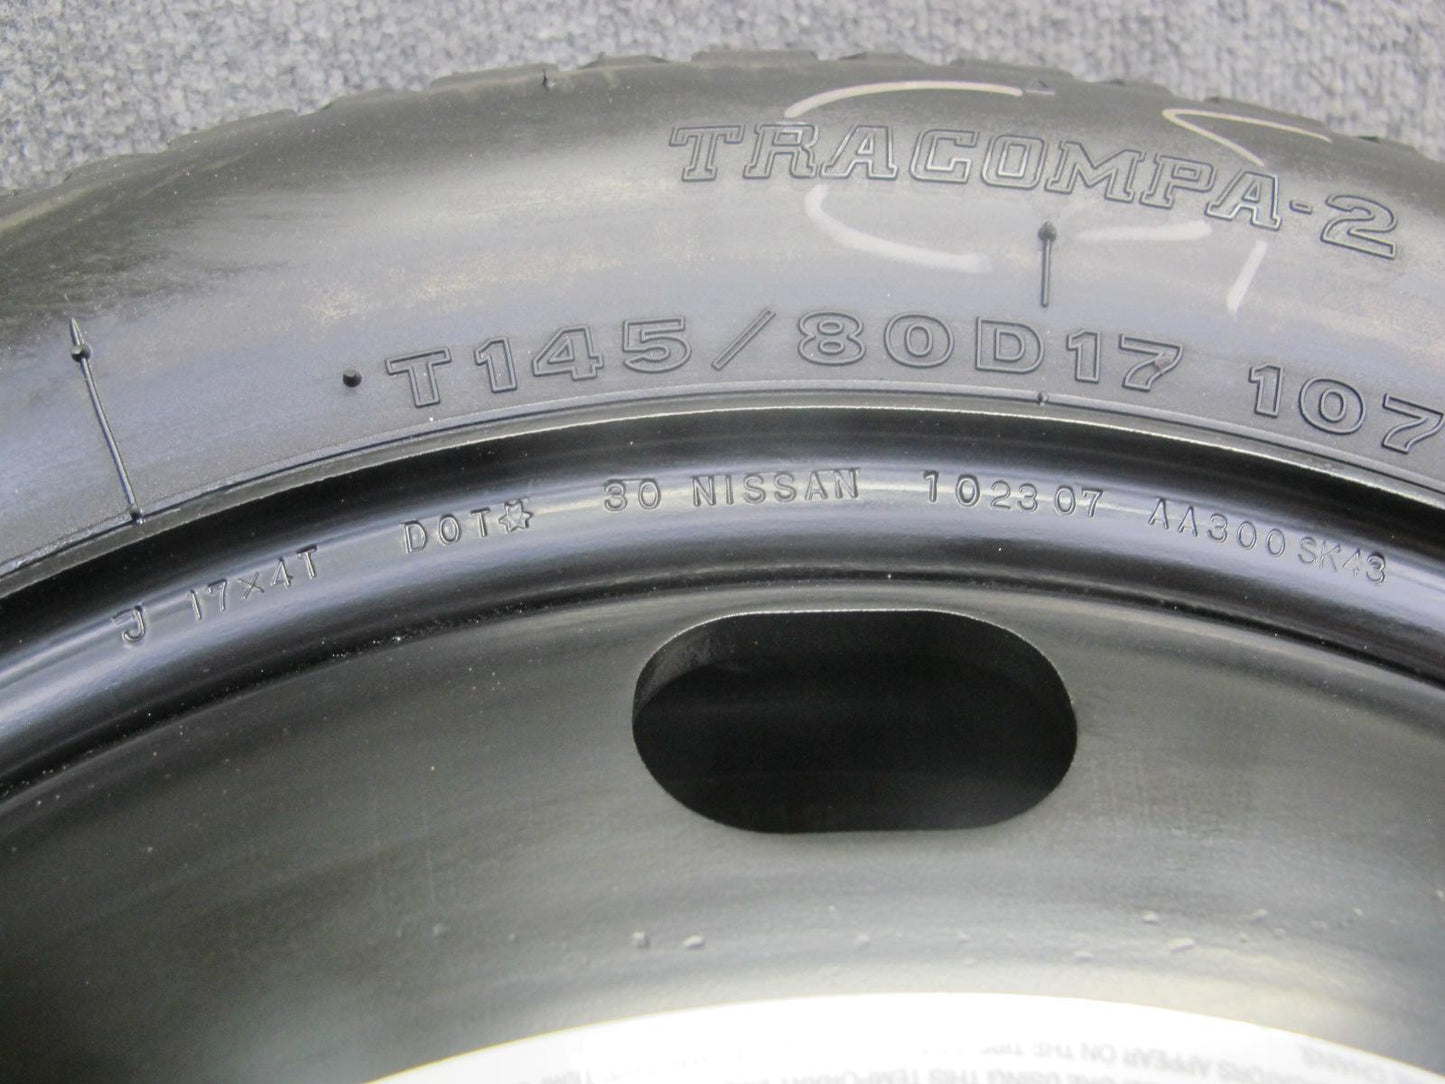 TRACOMPA-2
T145/80D17 107
J 17×4T DOT 30 NISSAN 102307 AA300SK43